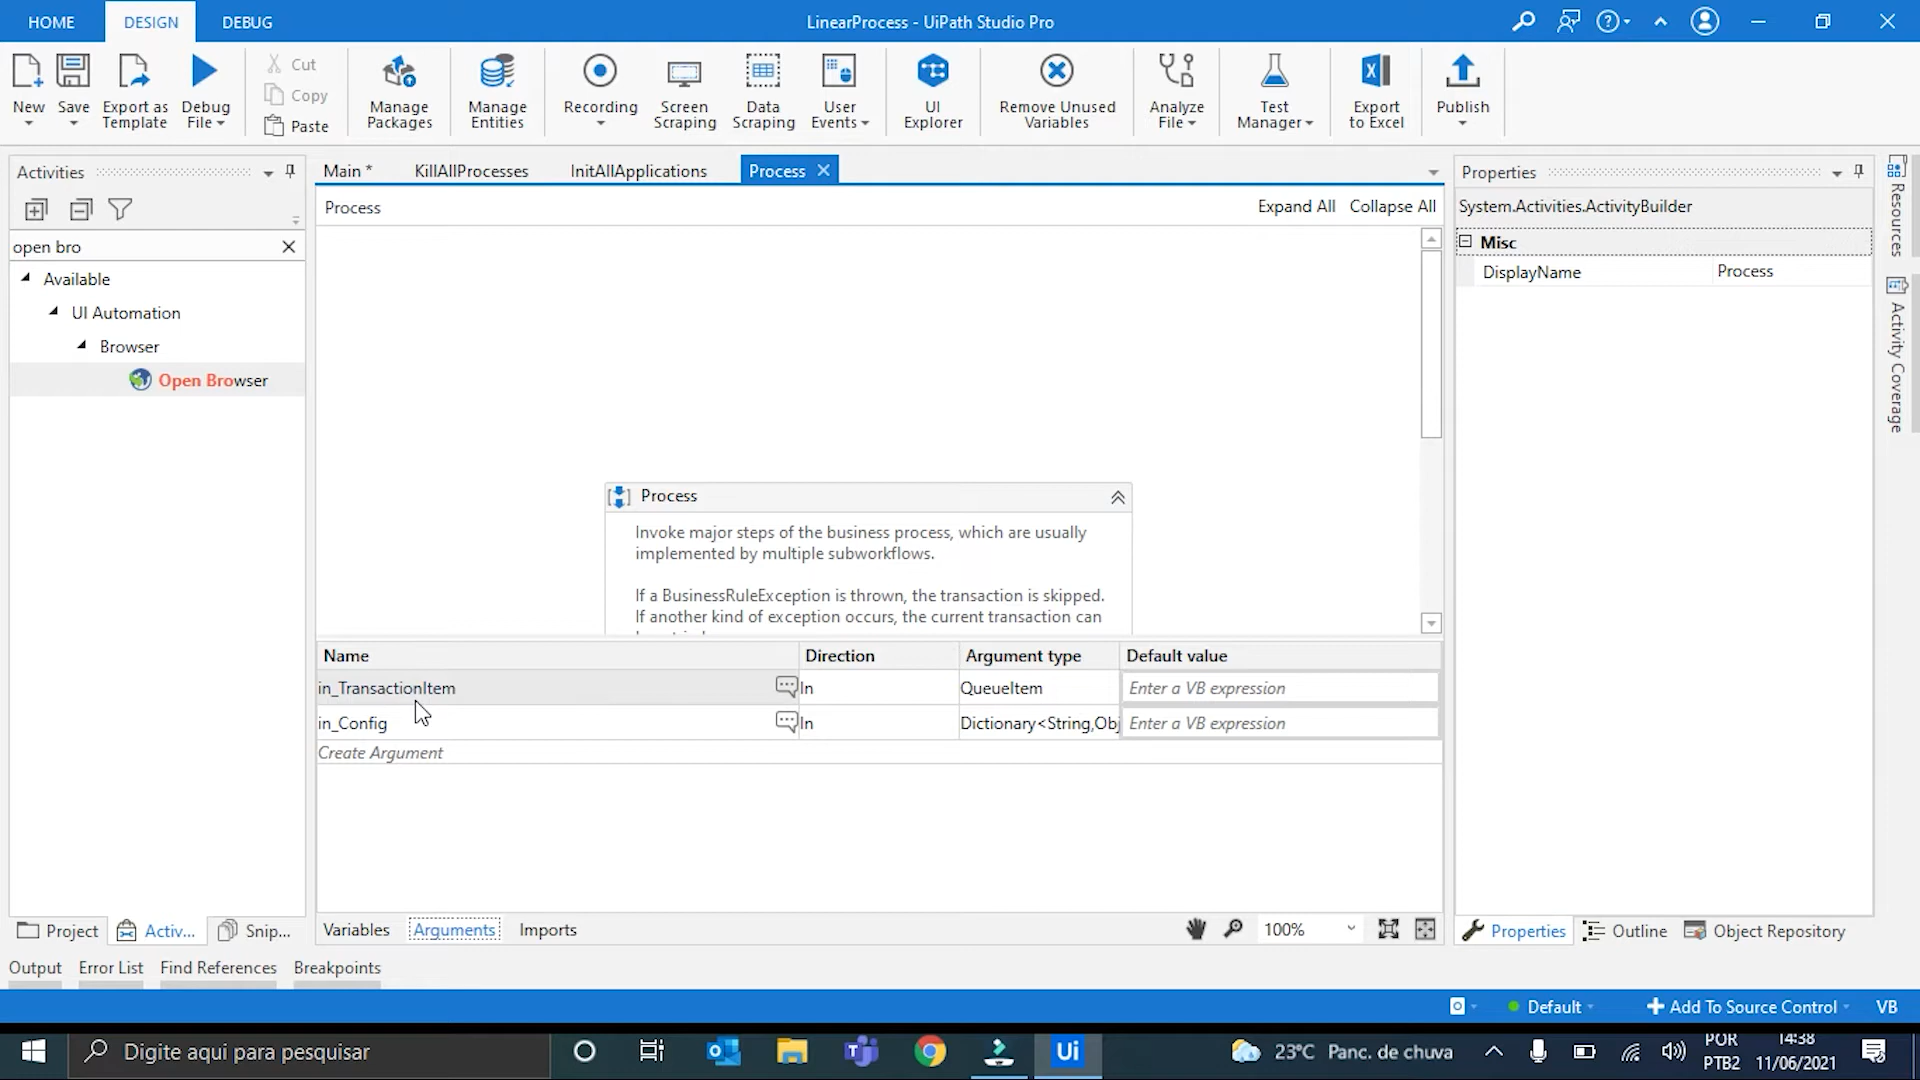 HOME DESIGN DEBUG LinearProcess - UiPath Studio Pro
New Save Export as Template Debug File Cut Copy Paste Manage Packages Manage Entities Recording Screen Scraping Data Scraping User Events UI Explorer Remove Unused Variables Analyze File Test Manager Export to Excel Publish
Activities
open bro
Available
UI Automation
Browser
Open Browser
Project Activ... Snip...
Main * KillAllProcesses InitAllApplications Process
Process Expand All Collapse All
Process
Invoke major steps of the business process, which are usually
implemented by multiple subworkflows.
If a BusinessRuleException is thrown, the transaction is skipped.
If another kind of exception occurs, the current transaction can
Name Direction Argument type Default value
in_TransactionItem In QueueItem Enter a VB expression
in_Config In Dictionary<String,Obj Enter a VB expression
Create Argument
Variables Arguments Imports 100%
Properties
System.Activities.ActivityBuilder
Misc
DisplayName Process
Properties Outline Object Repository
Resources
Activity Coverage
Output Error List Find References Breakpoints
Default Add To Source Control VB
Digite aqui para pesquisar Ui 23°C Panc. de chuva POR 14:38
PTB2 11/06/2021